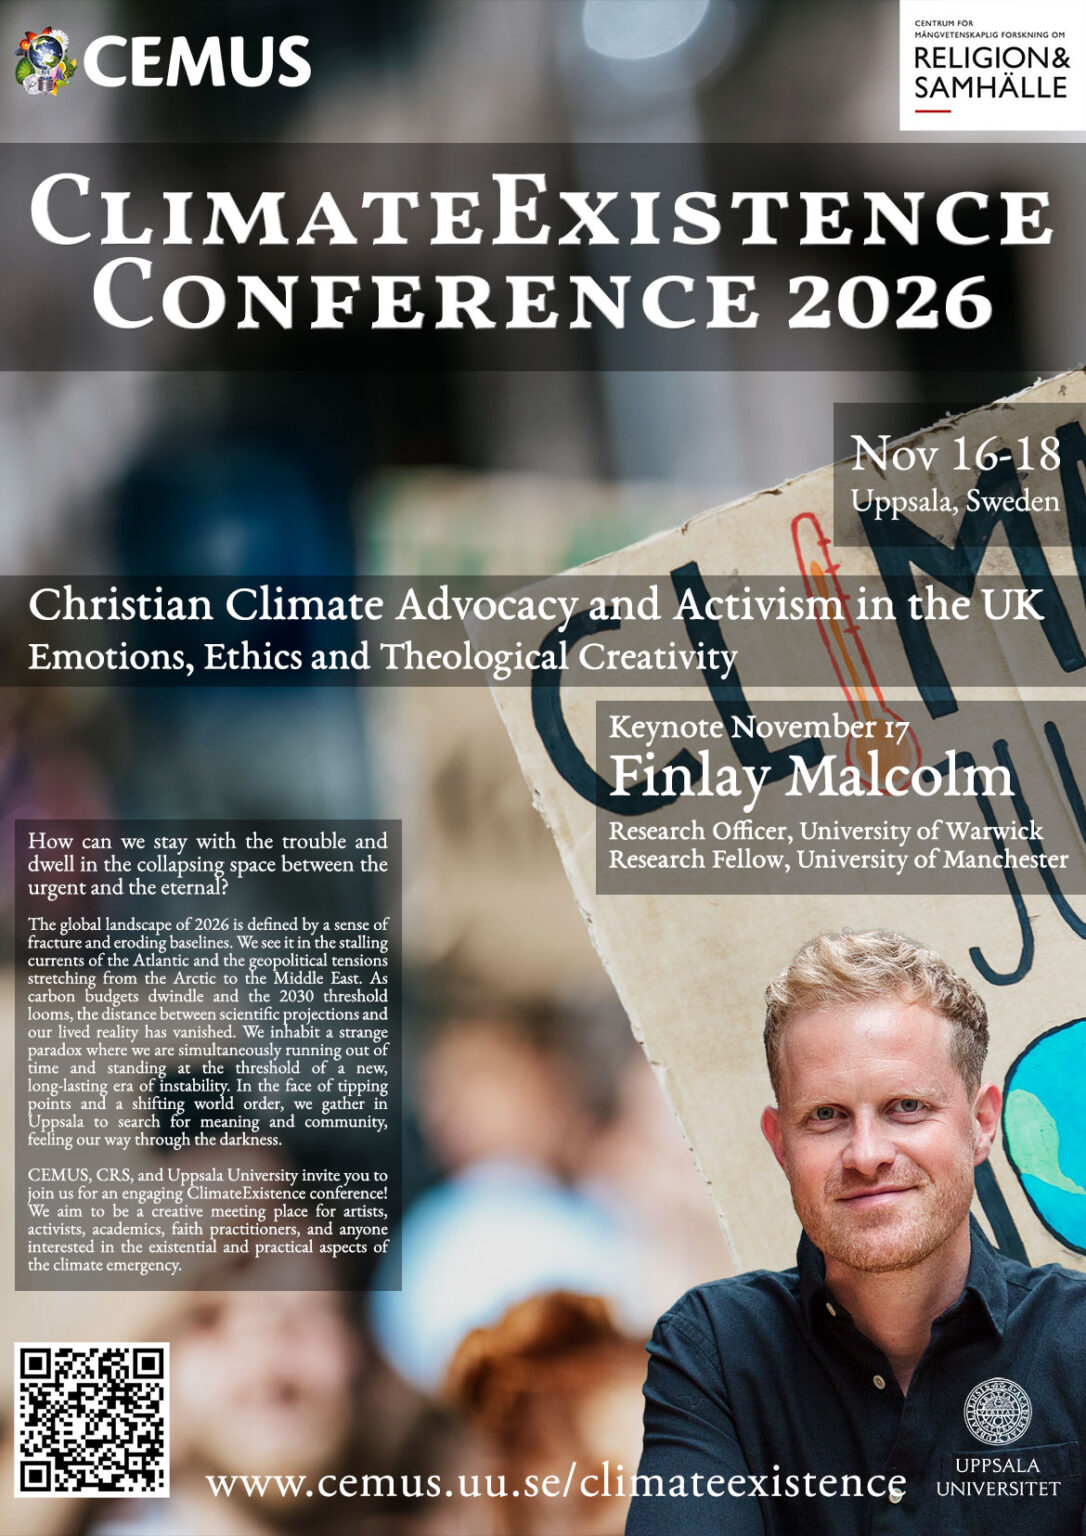 CEMUS
CENTRUM FÖR
MÅNGVETENSKAPLIG FORSKNING OM
RELIGION&
SAMHÄLLE
CLIMATEEXISTENCE
CONFERENCE 2026
Nov 16-18
Uppsala, Sweden
CLIM
JU
Christian Climate Advocacy and Activism in the UK
Emotions, Ethics and Theological Creativity
Keynote November 17
Finlay Malcolm
Research Officer, University of Warwick
Research Fellow, University of Manchester
How can we stay with the trouble and
dwell in the collapsing space between the
urgent and the eternal?
The global landscape of 2026 is defined by a sense of
fracture and eroding baselines. We see it in the stalling
currents of the Atlantic and the geopolitical tensions
stretching from the Arctic to the Middle East. As
carbon budgets dwindle and the 2030 threshold
looms, the distance between scientific projections and
our lived reality has vanished. We inhabit a strange
paradox where we are simultaneously running out of
time and standing at the threshold of a new,
long-lasting era of instability. In the face of tipping
points and a shifting world order, we gather in
Uppsala to search for meaning and community,
feeling our way through the darkness.
CEMUS, CRS, and Uppsala University invite you to
join us for an engaging ClimateExistence conference!
We aim to be a creative meeting place for artists,
activists, academics, faith practitioners, and anyone
interested in the existential and practical aspects of
the climate emergency.
www.cemus.uu.se/climateexistence
UPPSALA
UNIVERSITET